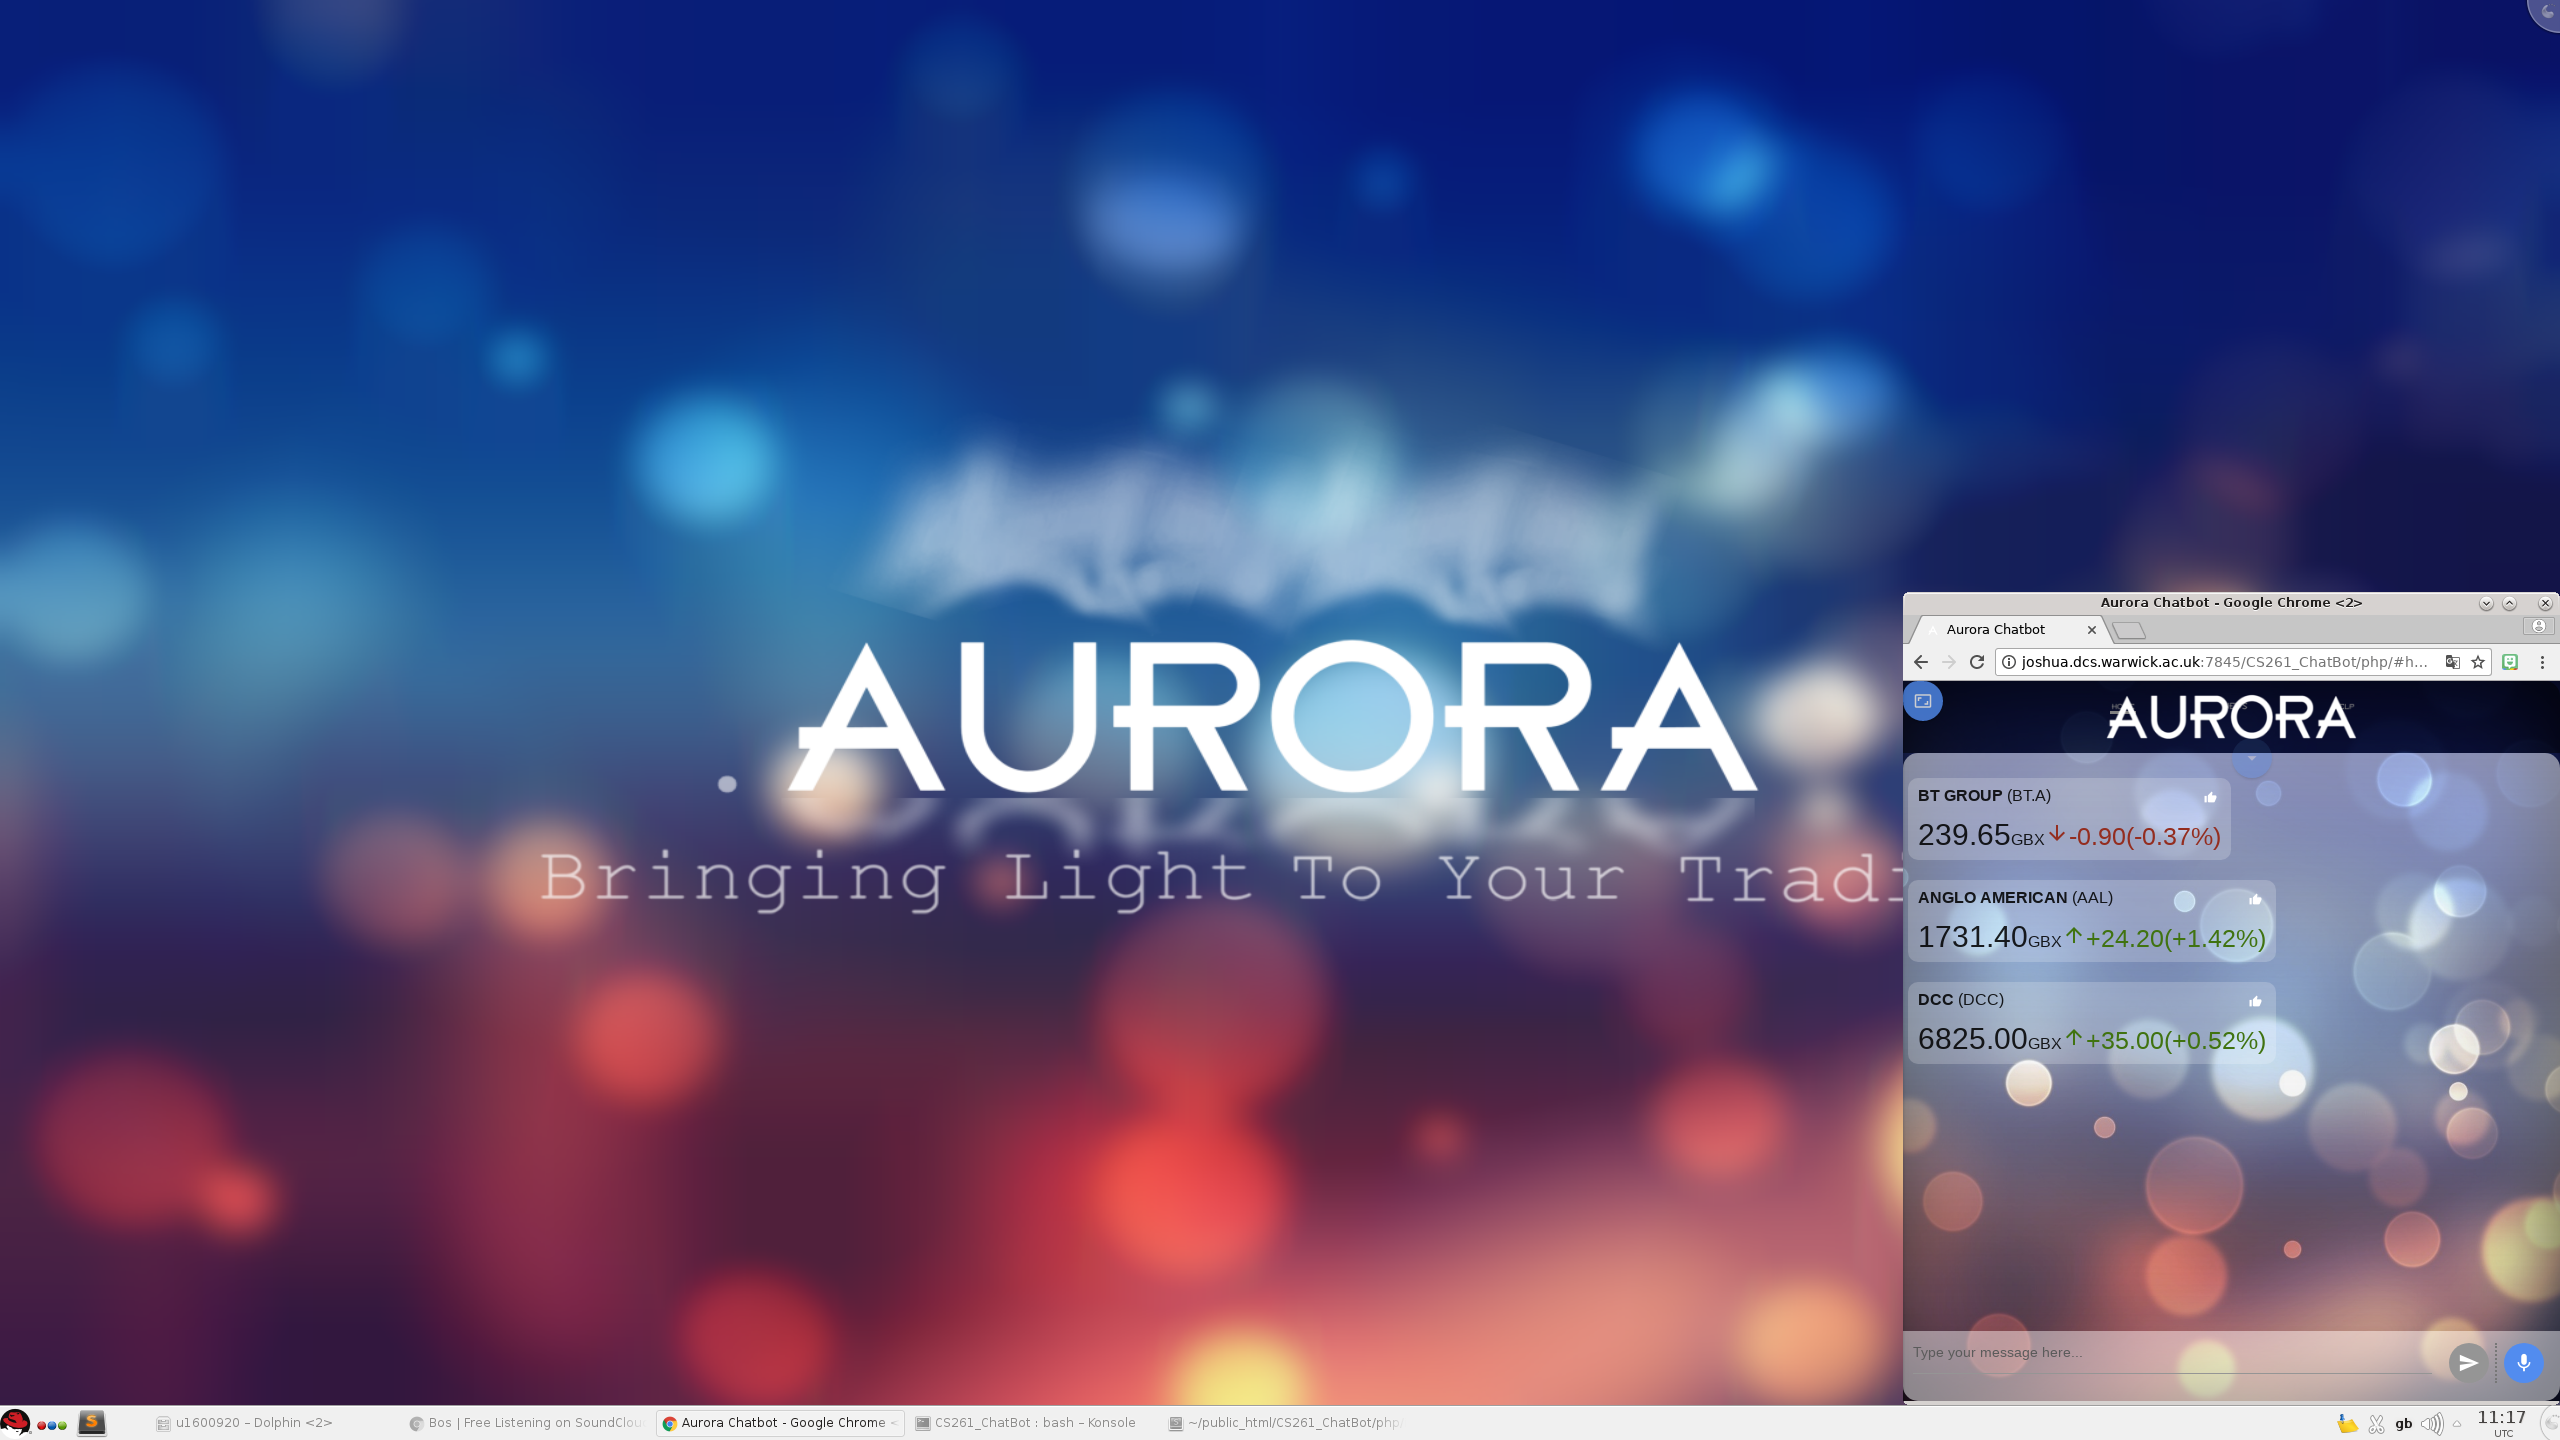 AURORA
Bringing Light To Your Tradi
Aurora Chatbot - Google Chrome <2>
Aurora Chatbot
joshua.dcs.warwick.ac.uk:7845/CS261_ChatBot/php/#h...
AURORA
BT GROUP (BT.A)
239.65GBX -0.90(-0.37%)
ANGLO AMERICAN (AAL)
1731.40GBX +24.20(+1.42%)
DCC (DCC)
6825.00GBX +35.00(+0.52%)
Type your message here...
u1600920 – Dolphin <2>
Bos | Free Listening on SoundClou
Aurora Chatbot - Google Chrome <
CS261_ChatBot : bash – Konsole
~/public_html/CS261_ChatBot/php/
gb
11:17
UTC